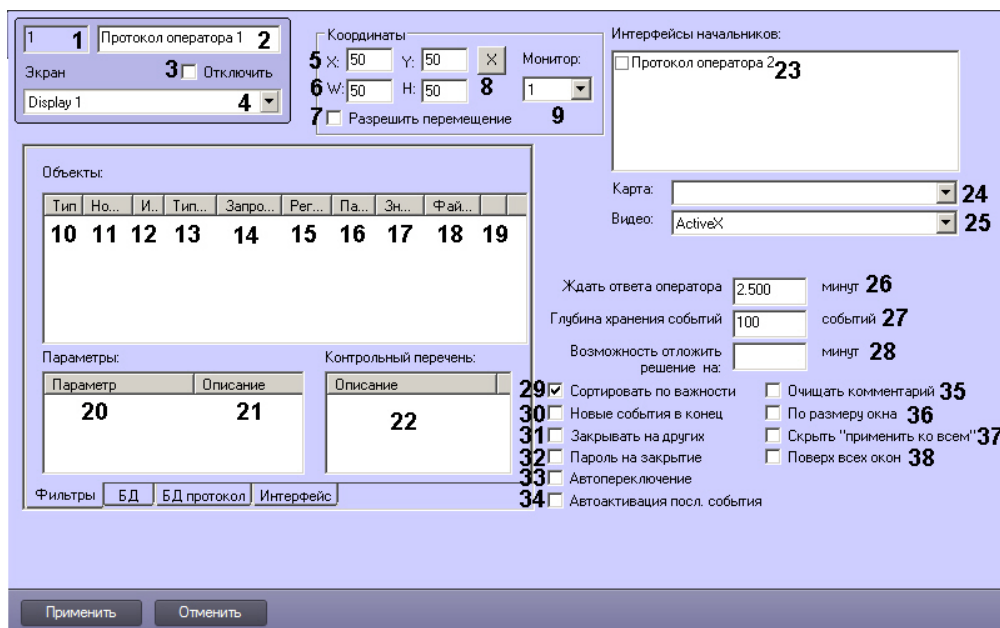 1 1 Протокол оператора 1 2
Экран 3 Отключить
Display 1 4
Координаты
5 X: 50 Y: 50 X Монитор:
6 W: 50 H: 50 8 1
7 Разрешить перемещение 9
Интерфейсы начальников:
Протокол оператора 2 23
Карта: 24
Видео: ActiveX 25
Объекты:
Тип Но... И.. Тип... Запро... Рег... Па... Зн... Фай...
10 11 12 13 14 15 16 17 18 19
Параметры: Контрольный перечень:
Параметр Описание Описание
20 21 22
Фильтры БД БД протокол Интерфейс
Ждать ответа оператора 2.500 минут 26
Глубина хранения событий 100 событий 27
Возможность отложить
решение на: минут 28
29 Сортировать по важности Очищать комментарий 35
30 Новые события в конец По размеру окна 36
31 Закрывать на других Скрыть "применить ко всем" 37
32 Пароль на закрытие Поверх всех окон 38
33 Автопереключение
34 Автоактивация посл. события
Применить Отменить